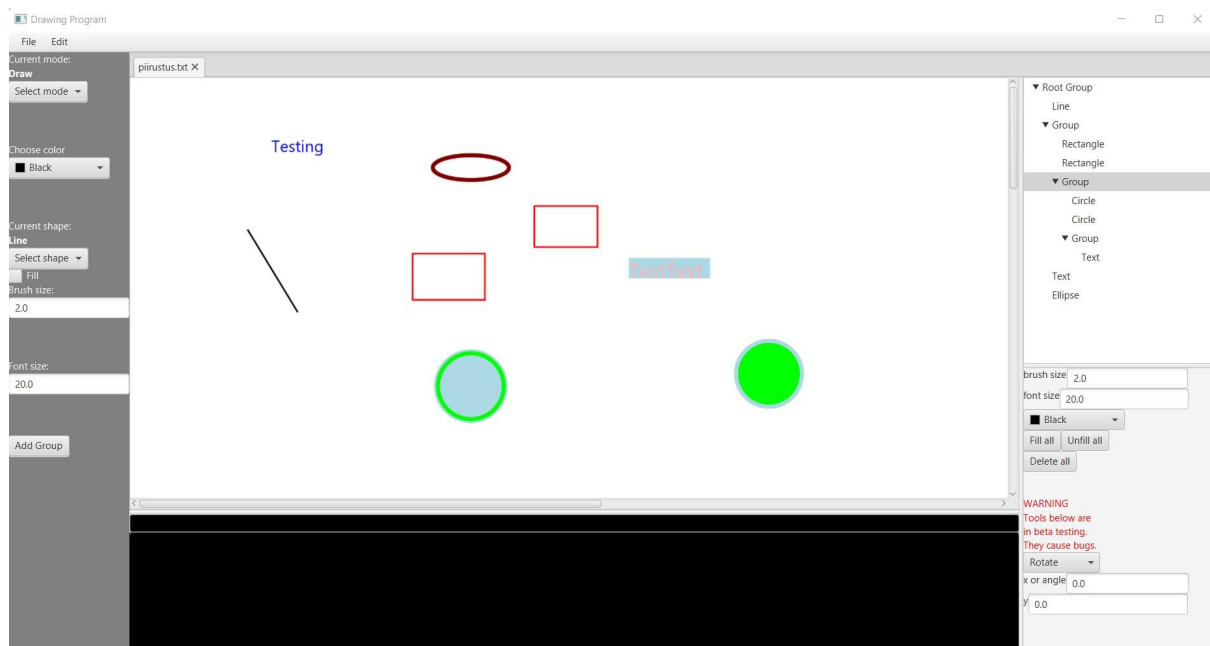 Drawing Program
File Edit
Current mode:
Draw
Select mode
Choose color
Black
Current shape:
Line
Select shape
Fill
Brush size:
2.0
Font size:
20.0
Add Group
piirustus.txt
Testing
TestText
Root Group
Line
Group
Rectangle
Rectangle
Group
Circle
Circle
Group
Text
Text
Ellipse
brush size 2.0
font size 20.0
Black
Fill all Unfill all
Delete all
WARNING
Tools below are
in beta testing.
They cause bugs.
Rotate
x or angle 0.0
y 0.0